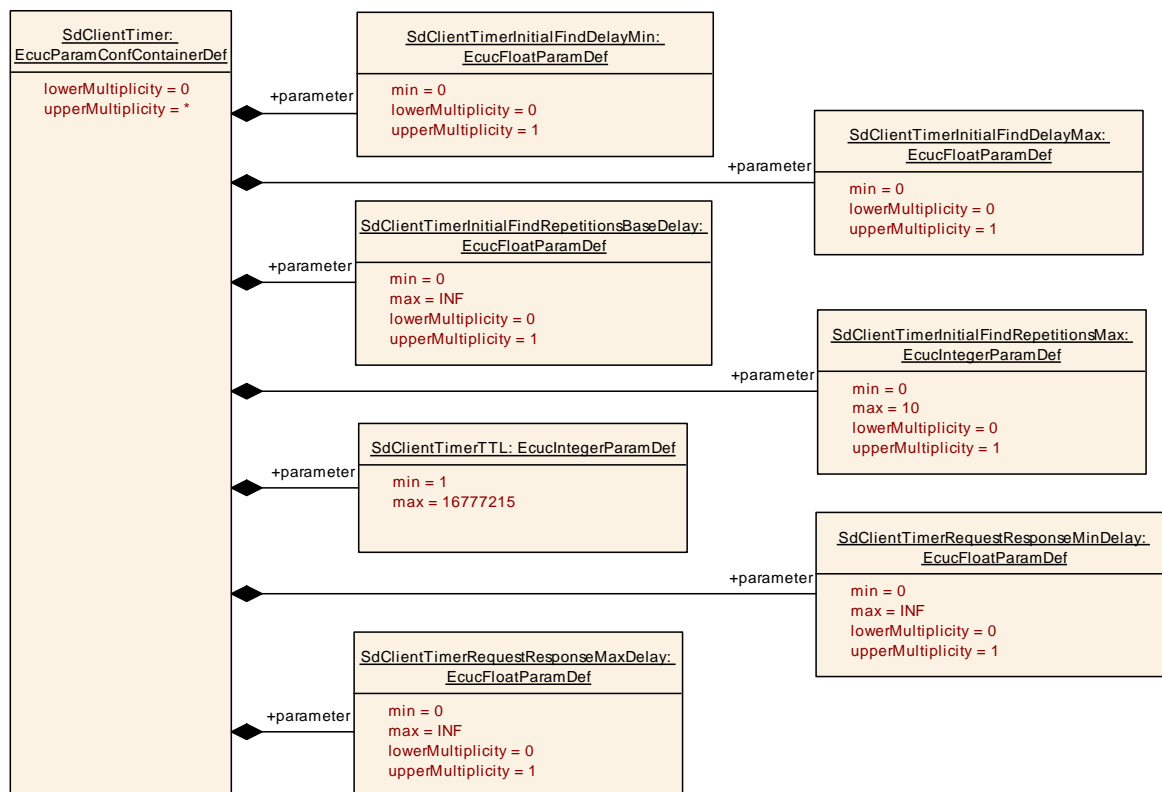 SdClientTimer:
EcucParamConfContainerDef
lowerMultiplicity = 0
upperMultiplicity = *
+parameter
SdClientTimerInitialFindDelayMin:
EcucFloatParamDef
min = 0
lowerMultiplicity = 0
upperMultiplicity = 1
+parameter
SdClientTimerInitialFindDelayMax:
EcucFloatParamDef
min = 0
lowerMultiplicity = 0
upperMultiplicity = 1
+parameter
SdClientTimerInitialFindRepetitionsBaseDelay:
EcucFloatParamDef
min = 0
max = INF
lowerMultiplicity = 0
upperMultiplicity = 1
+parameter
SdClientTimerInitialFindRepetitionsMax:
EcucIntegerParamDef
min = 0
max = 10
lowerMultiplicity = 0
upperMultiplicity = 1
+parameter
SdClientTimerTTL: EcucIntegerParamDef
min = 1
max = 16777215
+parameter
SdClientTimerRequestResponseMinDelay:
EcucFloatParamDef
min = 0
max = INF
lowerMultiplicity = 0
upperMultiplicity = 1
+parameter
SdClientTimerRequestResponseMaxDelay:
EcucFloatParamDef
min = 0
max = INF
lowerMultiplicity = 0
upperMultiplicity = 1